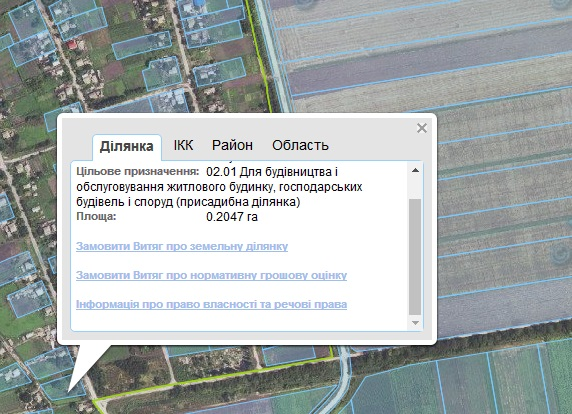 Ділянка ІКК Район Область
Цільове призначення: 02.01 Для будівництва і
обслуговування житлового будинку, господарських
будівель і споруд (присадибна ділянка)
Площа: 0.2047 га
Замовити Витяг про земельну ділянку
Замовити Витяг про нормативну грошову оцінку
Інформація про право власності та речові права